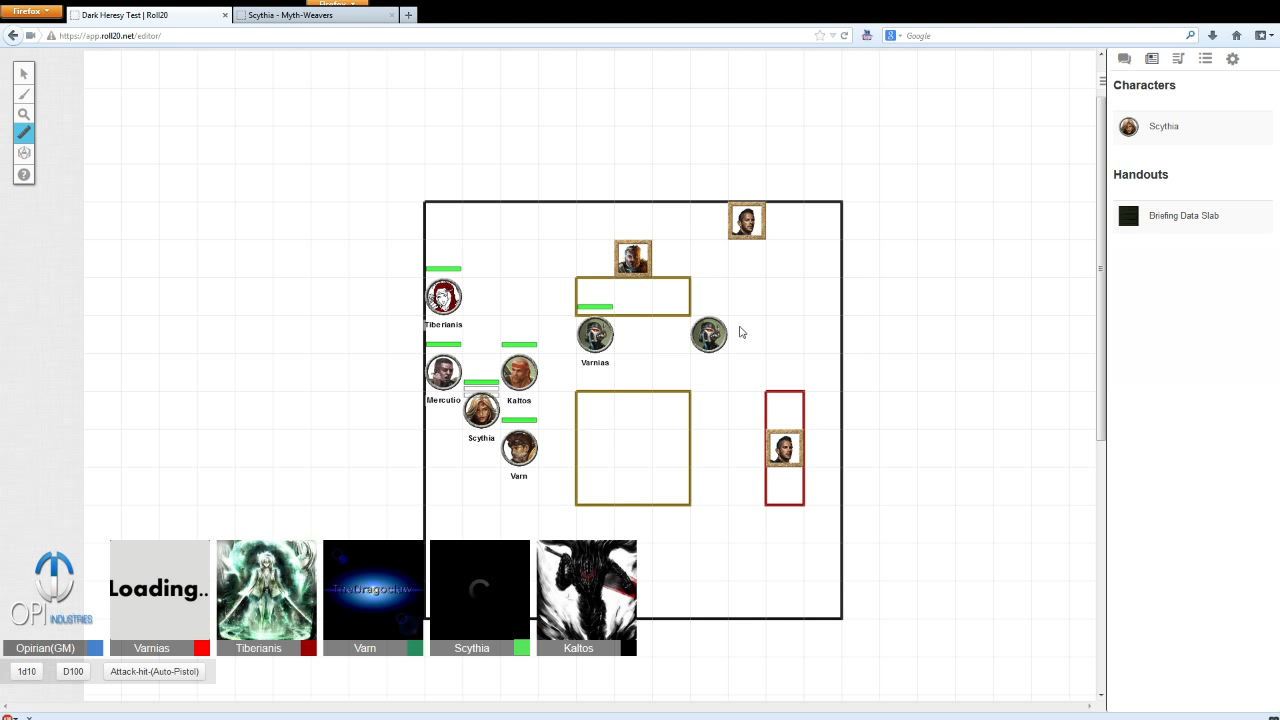 Firefox
Firefox
Dark Heresy Test | Roll20
Scythia - Myth-Weavers
https://app.roll20.net/editor/
Google
Characters
Scythia
Handouts
Briefing Data Slab
Tiberianis
Varnias
Mercutio
Kaltos
Scythia
Varn
Loading..
OPI INDUSTRIES
Opirian(GM)
Varnias
Tiberianis
Varn
Scythia
Kaltos
1d10
D100
Attack-hit-(Auto-Pistol)